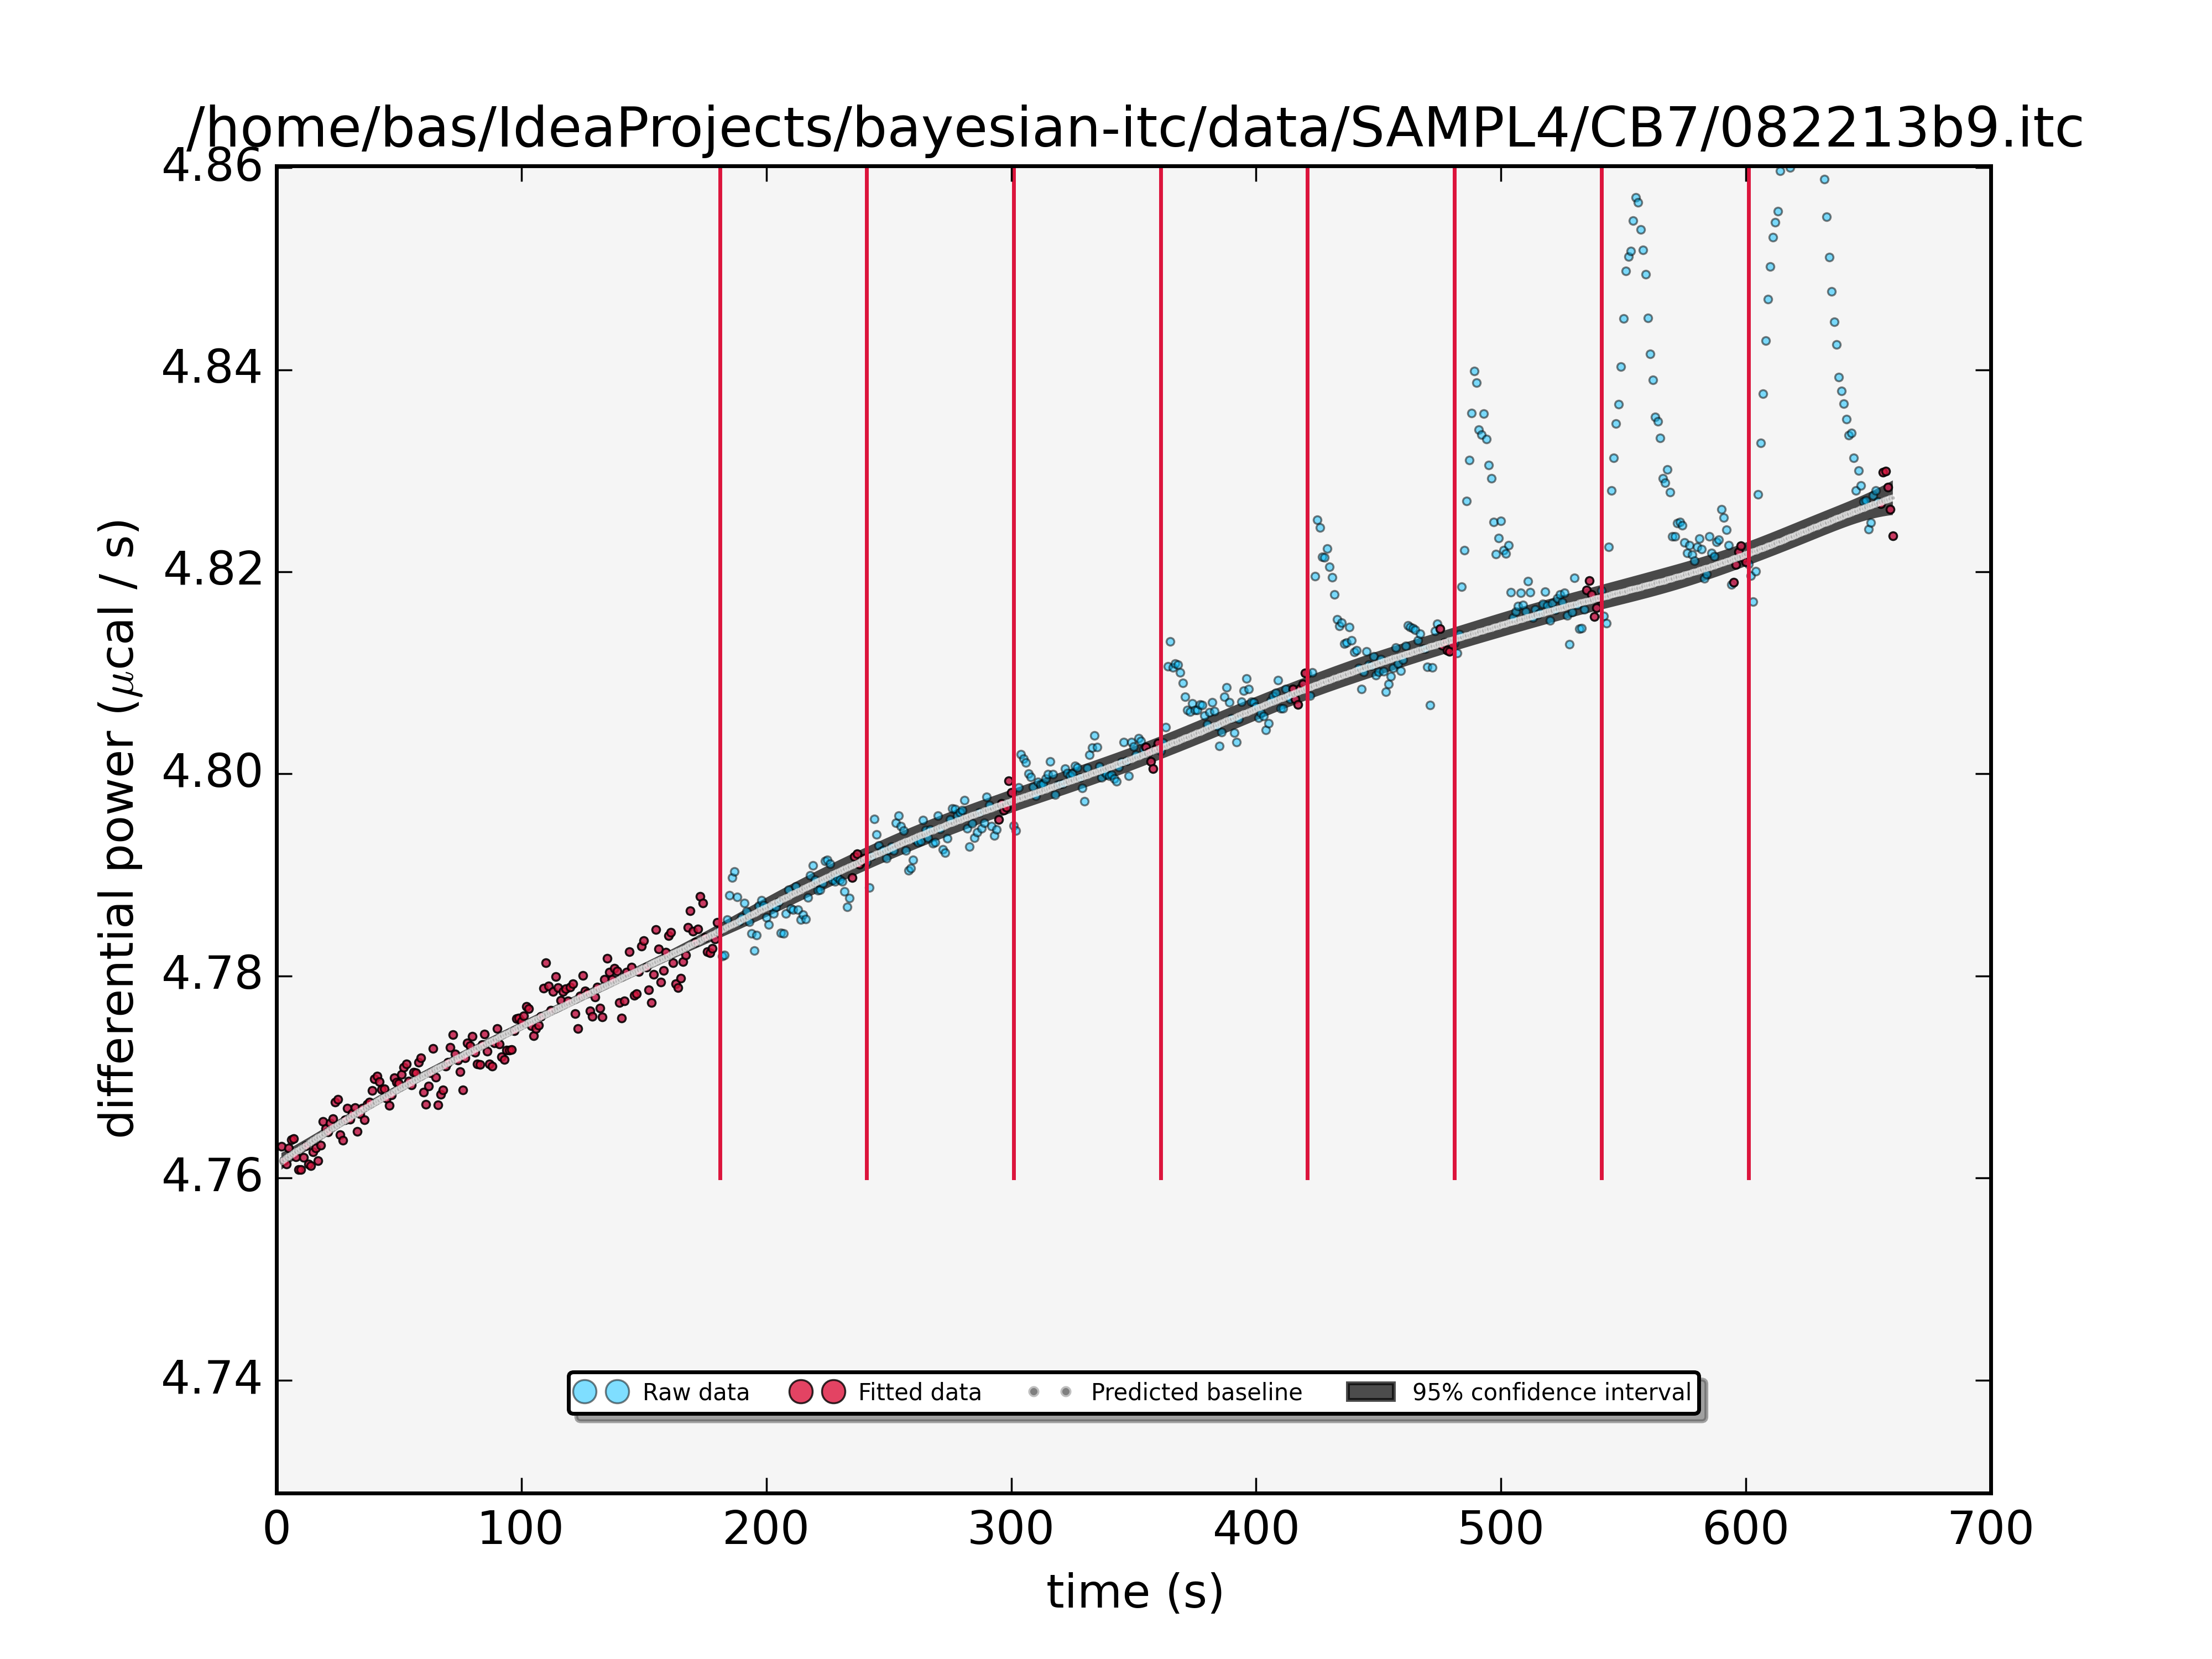 /home/bas/IdeaProjects/bayesian-itc/data/SAMPL4/CB7/082213b9.itc
4.86
4.84
4.82
4.80
4.78
4.76
4.74
differential power (μcal / s)
Raw data Fitted data Predicted baseline 95% confidence interval
0 100 200 300 400 500 600 700
time (s)